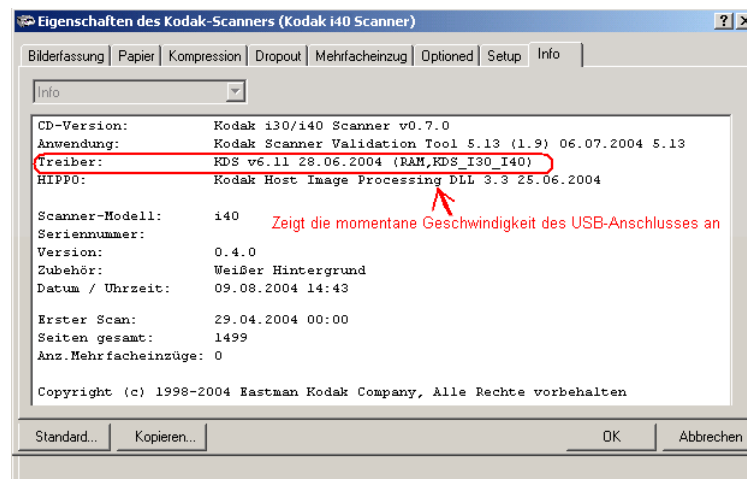 Eigenschaften des Kodak-Scanners (Kodak i40 Scanner)
Bilderfassung Papier Kompression Dropout Mehrfacheinzug Optioned Setup Info
Info
CD-Version: Kodak i30/i40 Scanner v0.7.0
Anwendung: Kodak Scanner Validation Tool 5.13 (1.9) 06.07.2004 5.13
Treiber: KDS v6.11 28.06.2004 (RAM,KDS_I30_I40)
HIPPO: Kodak Host Image Processing DLL 3.3 25.06.2004
Scanner-Modell: i40
Zeigt die momentane Geschwindigkeit des USB-Anschlusses an
Seriennummer:
Version: 0.4.0
Zubehör: Weißer Hintergrund
Datum / Uhrzeit: 09.08.2004 14:43
Erster Scan: 29.04.2004 00:00
Seiten gesamt: 1499
Anz.Mehrfacheinzüge: 0
Copyright (c) 1998-2004 Eastman Kodak Company, Alle Rechte vorbehalten
Standard... Kopieren... OK Abbrechen